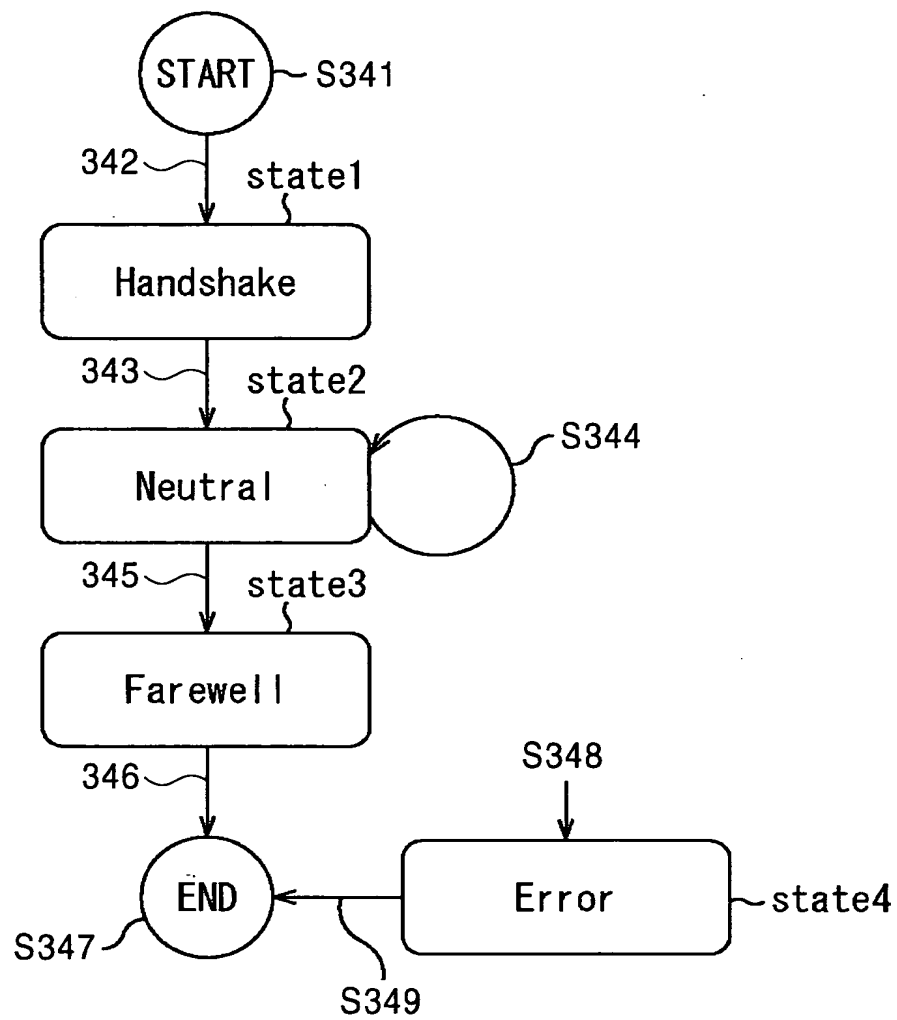 START
S341
342
state1
Handshake
343
state2
S344
Neutral
345
state3
Farewell
346
S348
END
Error
state4
S347
S349